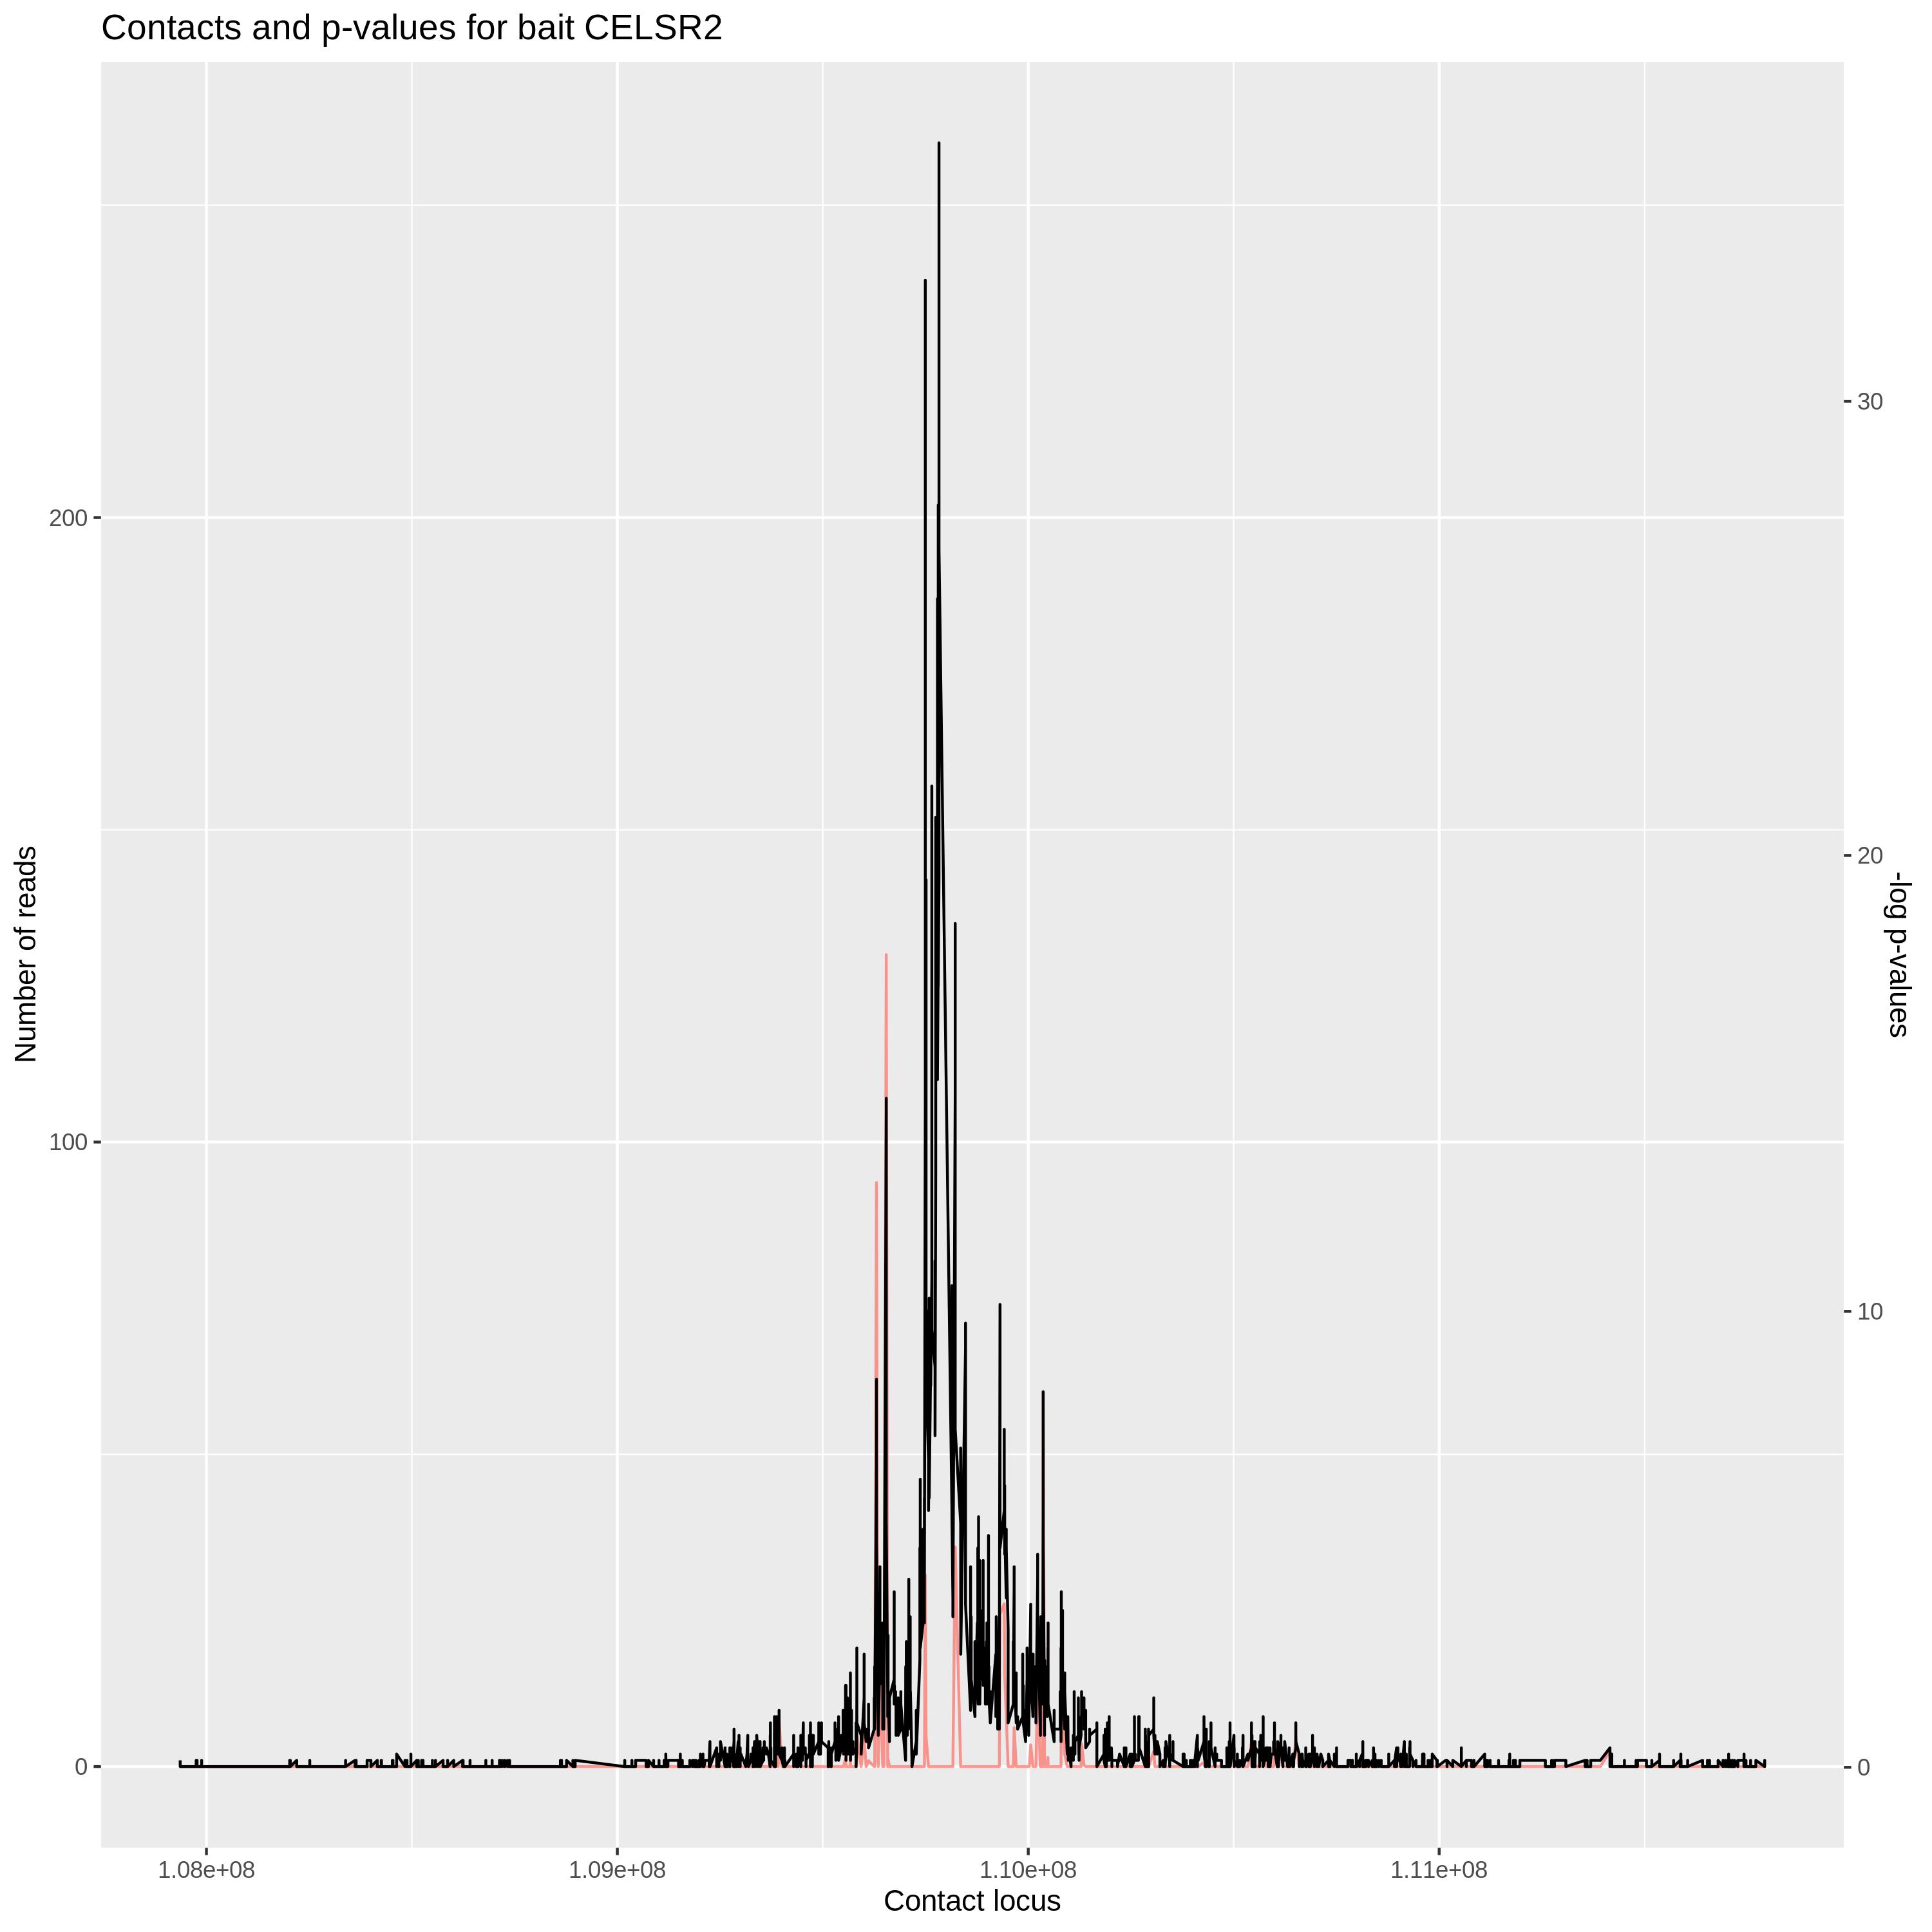 Contacts and p-values for bait CELSR2
200
100
0
Number of reads
30
20
10
0
-log p-values
1.08e+08
1.09e+08
1.10e+08
1.11e+08
Contact locus